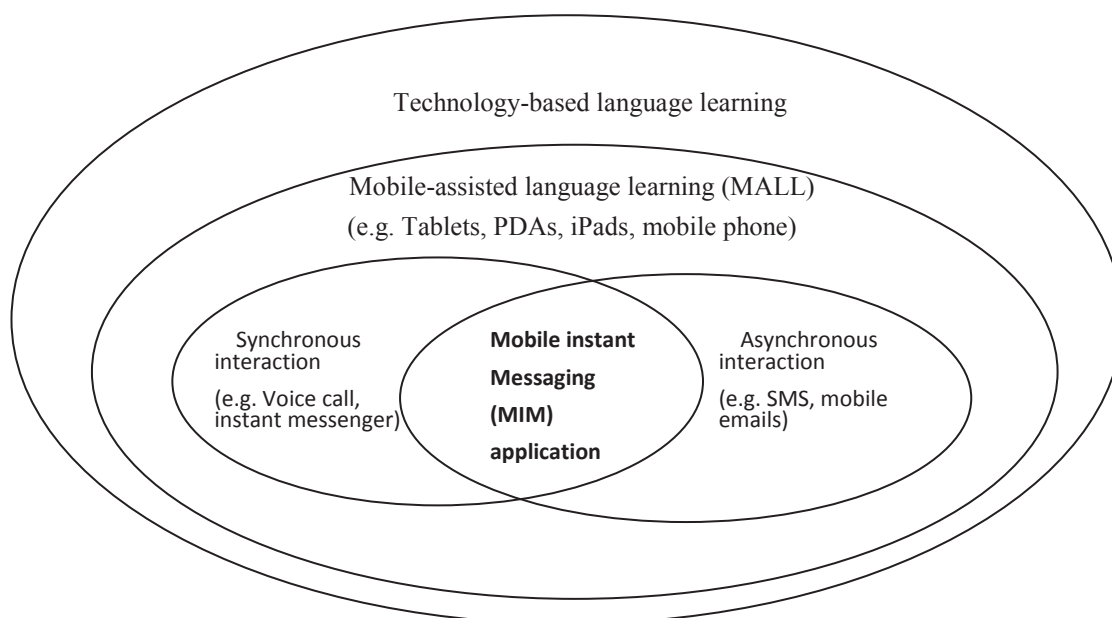 Technology-based language learning
Mobile-assisted language learning (MALL)
(e.g. Tablets, PDAs, iPads, mobile phone)
Synchronous
interaction
(e.g. Voice call,
instant messenger)
Mobile instant
Messaging
(MIM)
application
Asynchronous
interaction
(e.g. SMS, mobile
emails)